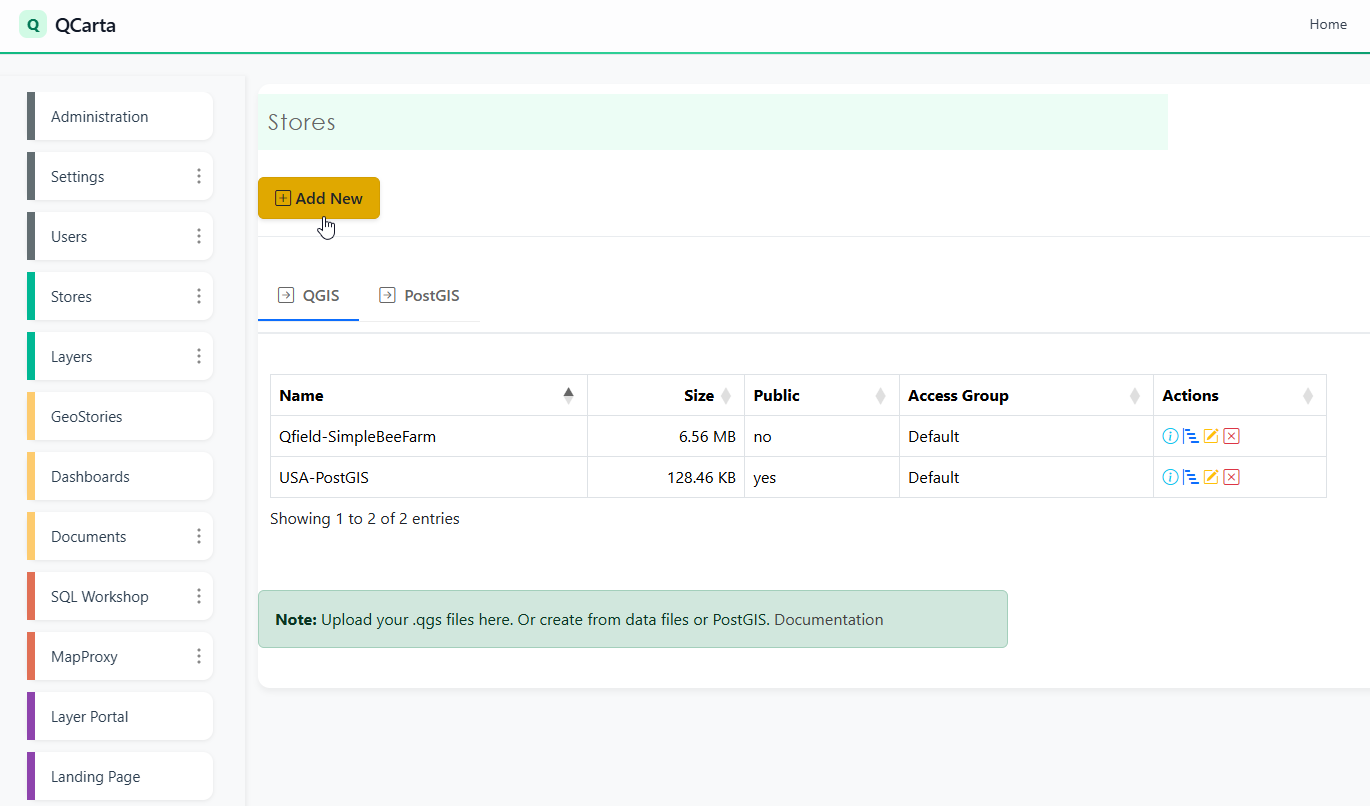 Q QCarta
Home
Administration
Settings
Users
Stores
Layers
GeoStories
Dashboards
Documents
SQL Workshop
MapProxy
Layer Portal
Landing Page
Stores
Add New
QGIS PostGIS
Name Size Public Access Group Actions
Qfield-SimpleBeeFarm 6.56 MB no Default
USA-PostGIS 128.46 KB yes Default
Showing 1 to 2 of 2 entries
Note: Upload your .qgs files here. Or create from data files or PostGIS. Documentation